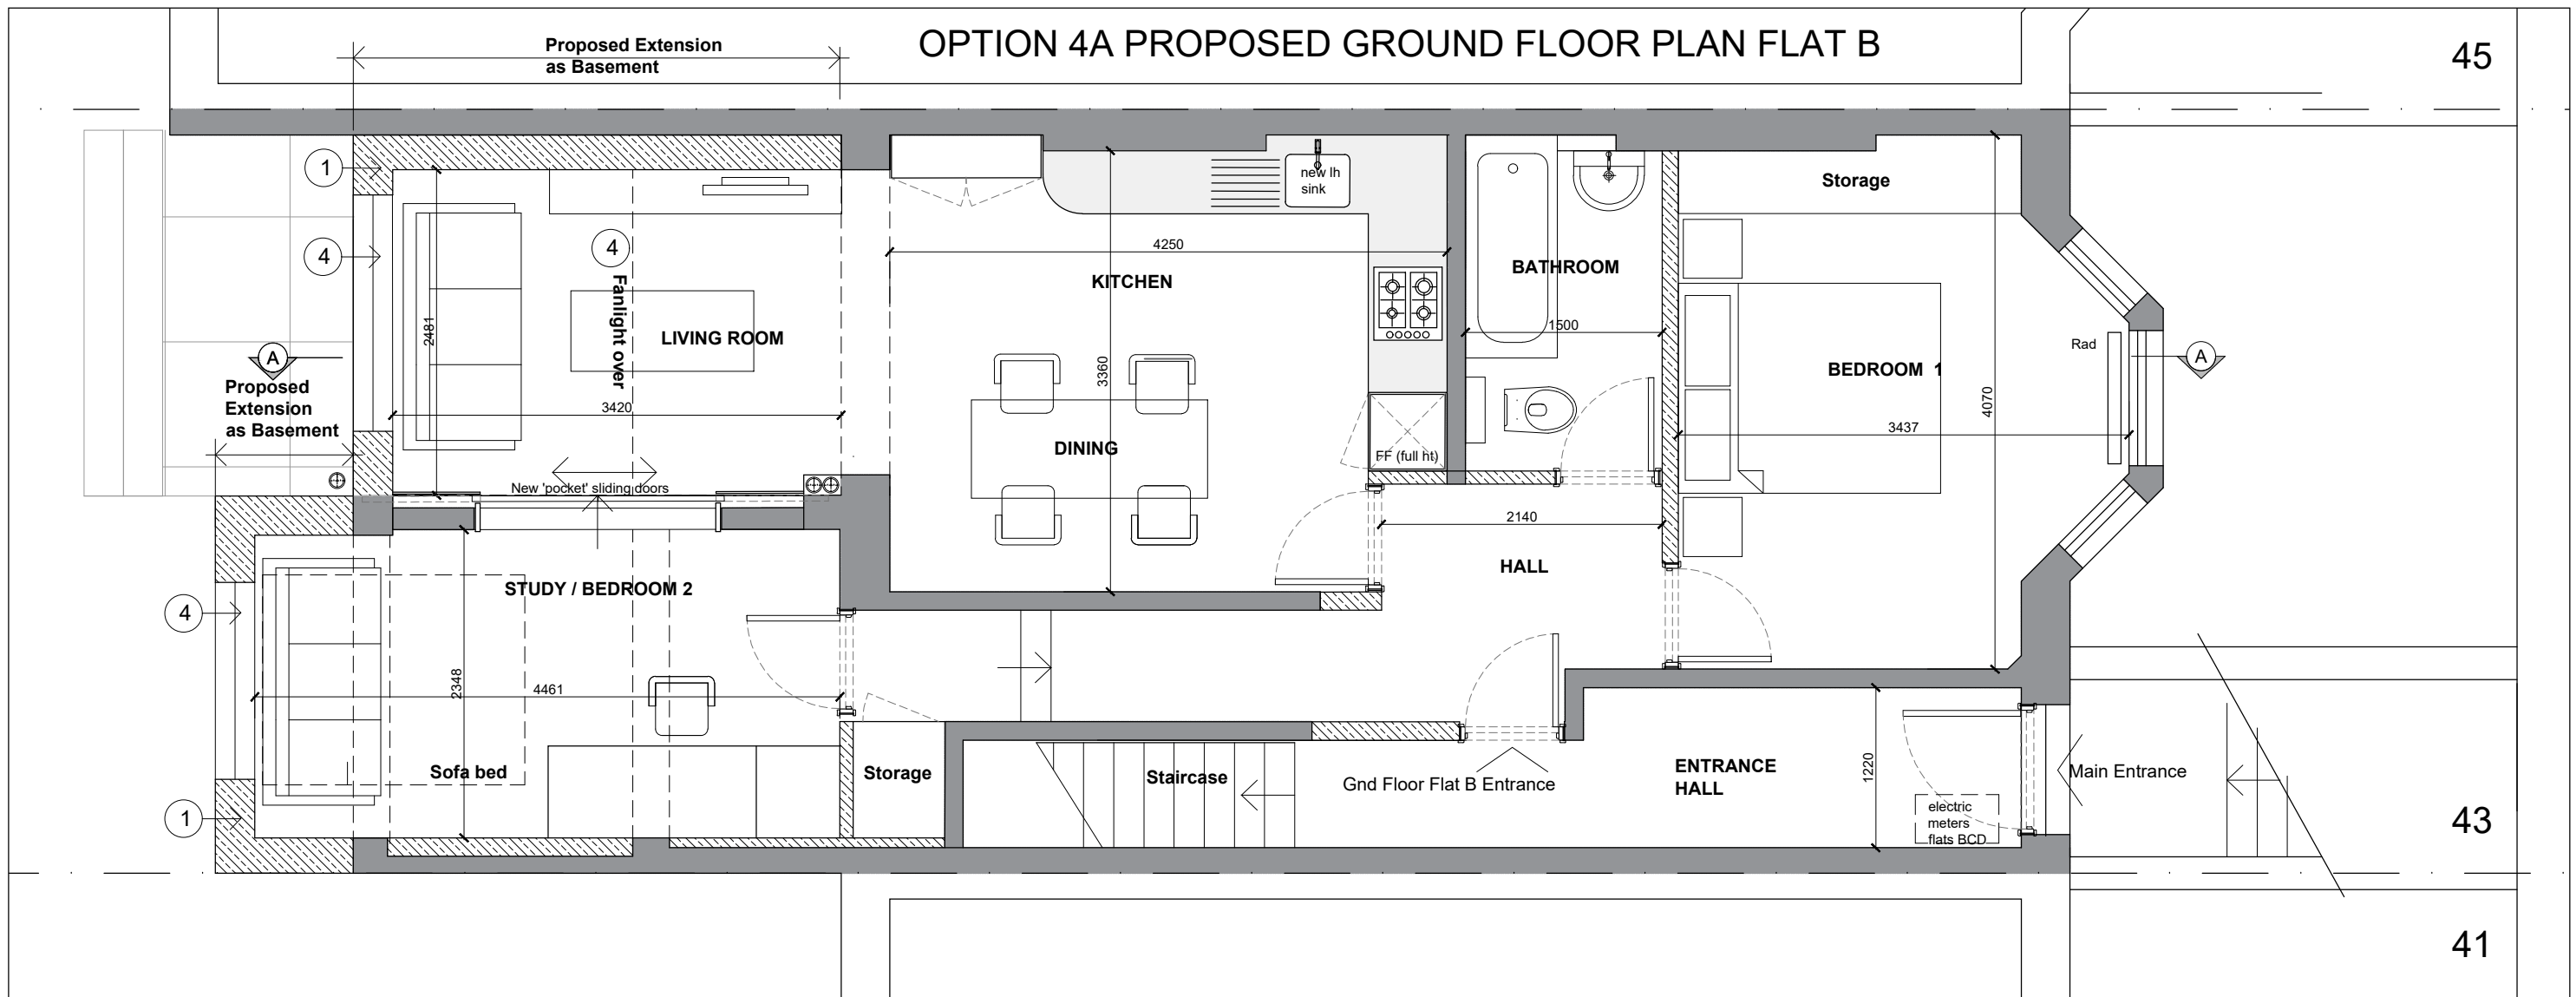 OPTION 4A PROPOSED GROUND FLOOR PLAN FLAT B
45
Proposed Extension
as Basement
1
new lh
sink
Storage
4
4
4250
KITCHEN
BATHROOM
Fanlight over
2481
LIVING ROOM
1500
Rad
A
A
Proposed
Extension
as Basement
3360
BEDROOM 1
4070
3420
3437
DINING
FF (full ht)
New 'pocket' sliding doors
2140
HALL
STUDY / BEDROOM 2
4
2348
4461
Sofa bed
Storage
Staircase
Gnd Floor Flat B Entrance
ENTRANCE
HALL
1220
Main Entrance
electric
meters
flats BCD
1
43
41